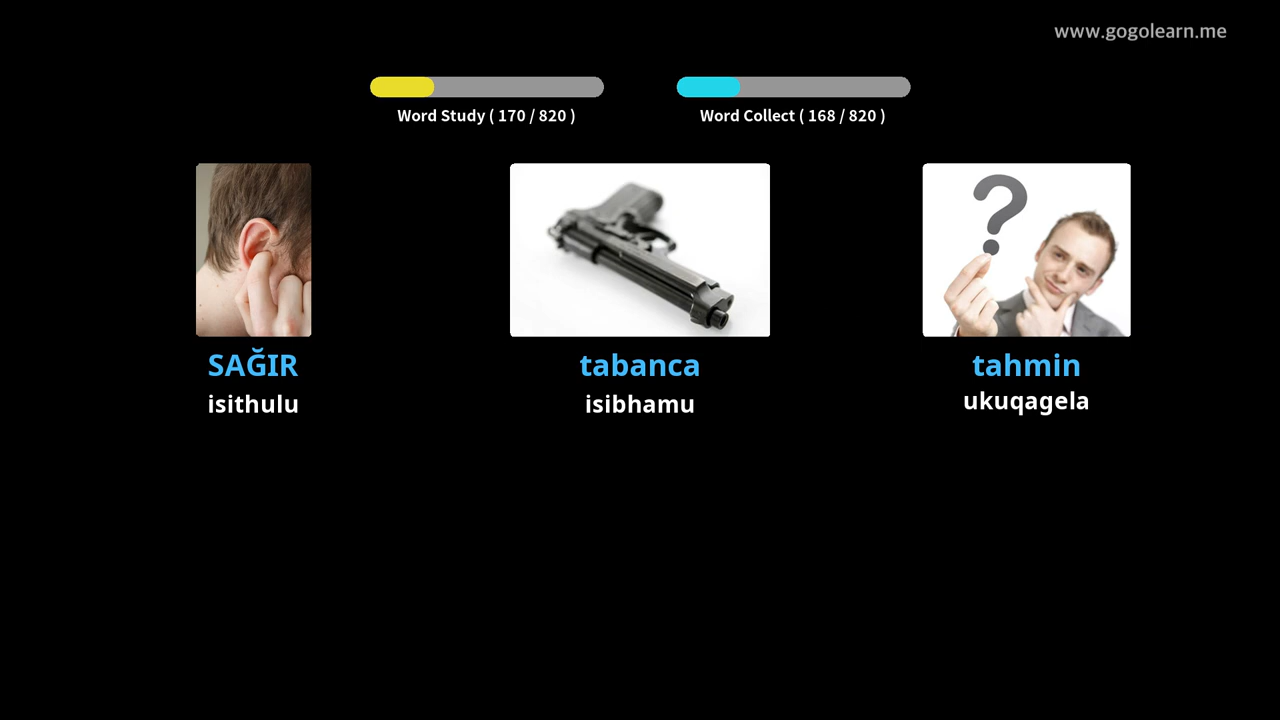 www.gogolearn.me
Word Study ( 170 / 820 )
Word Collect ( 168 / 820 )
SAĞIR
isithulu
tabanca
isibhamu
tahmin
ukuqagela